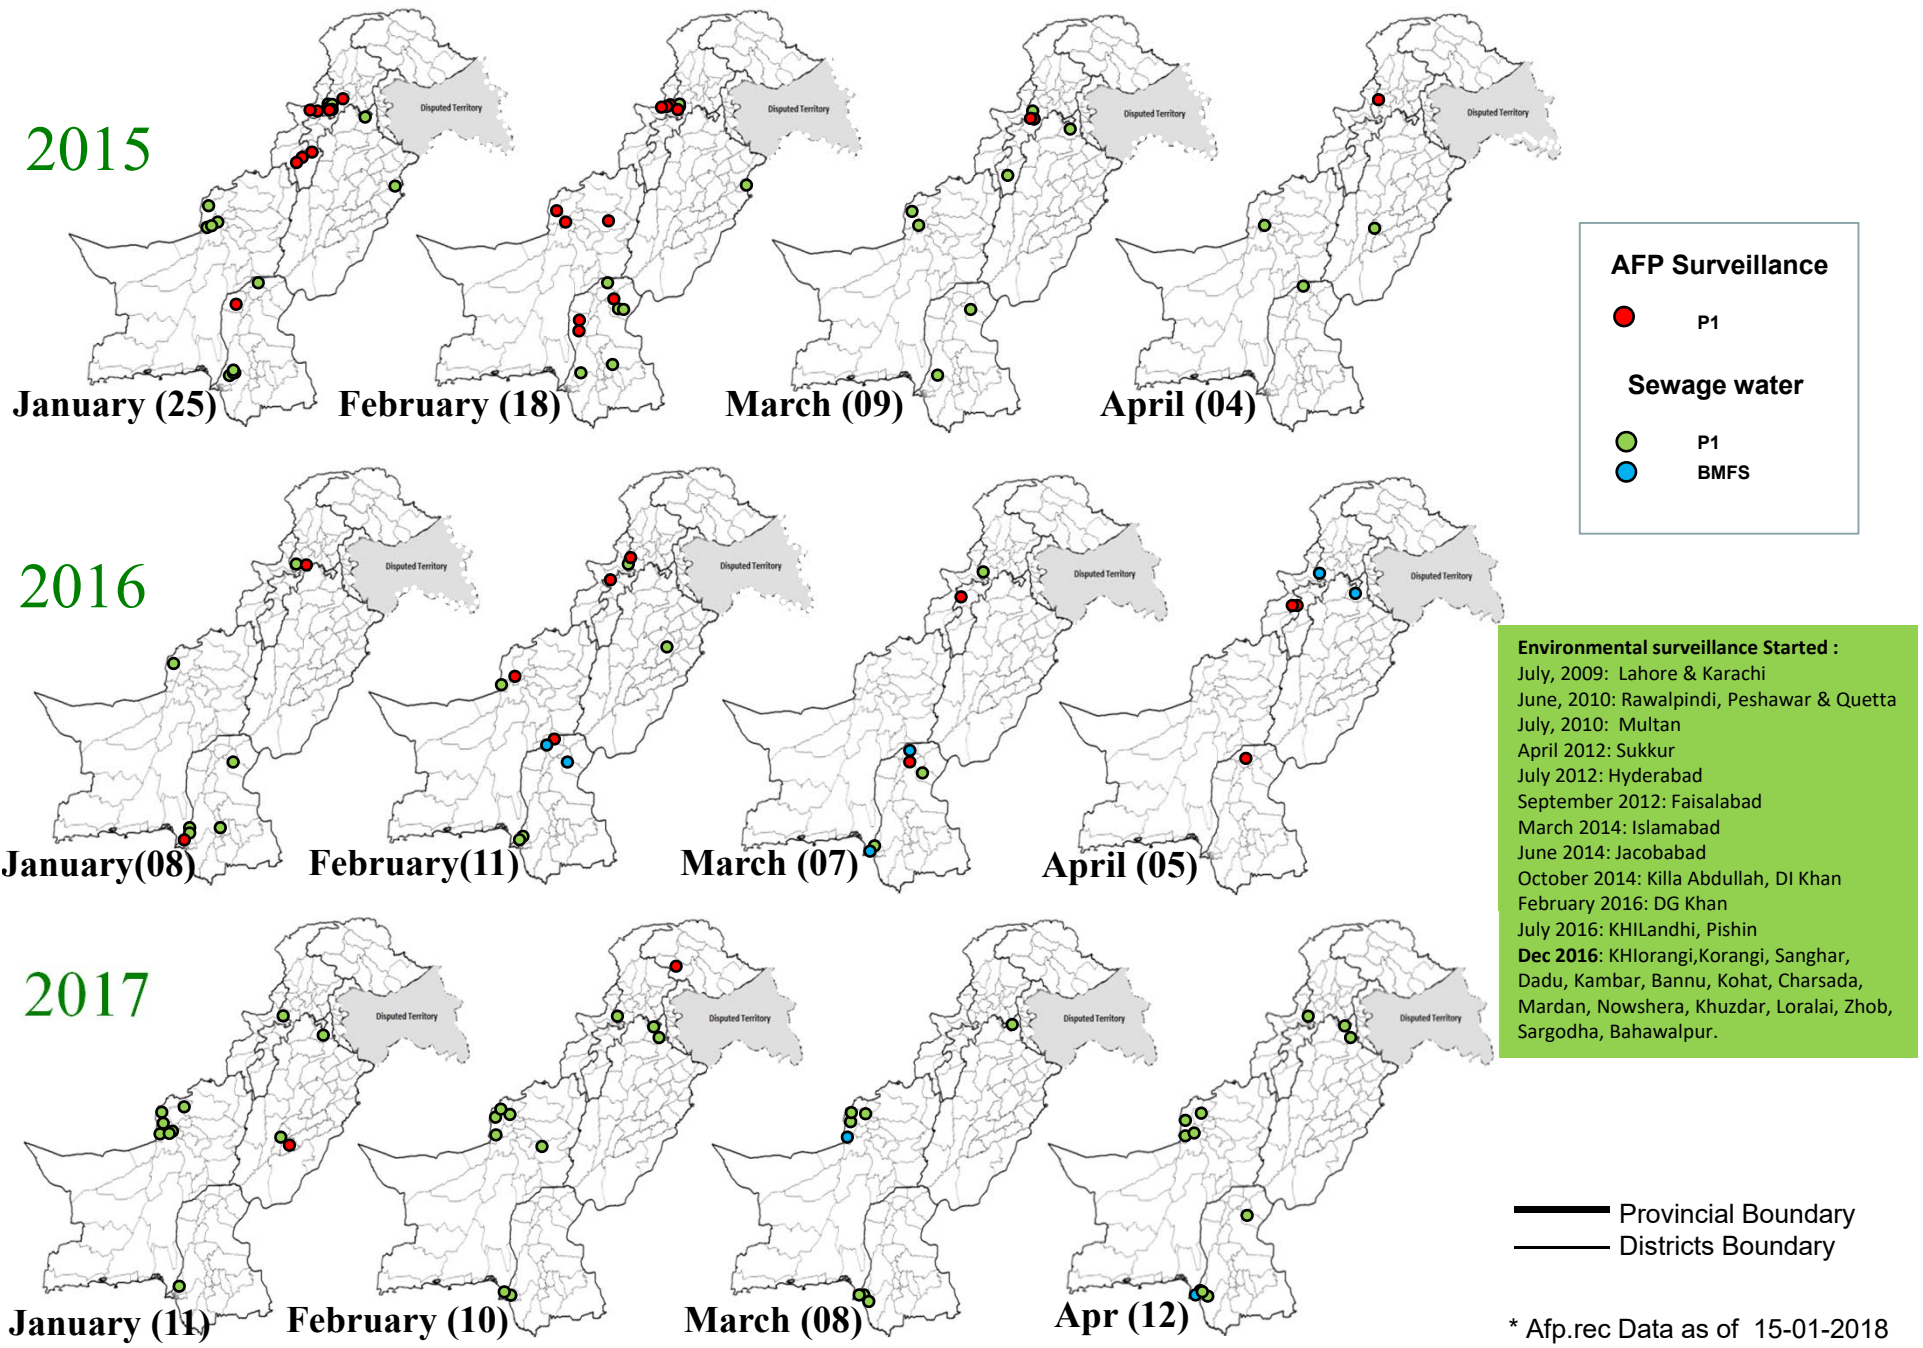 2015
Disputed Territory
Disputed Territory
Disputed Territory
Disputed Territory
January (25)
February (18)
March (09)
April (04)
AFP Surveillance
P1
Sewage water
P1
BMFS
2016
Disputed Territory
Disputed Territory
Disputed Territory
Disputed Territory
January(08)
February(11)
March (07)
April (05)
Environmental surveillance Started :
July, 2009: Lahore & Karachi
June, 2010: Rawalpindi, Peshawar & Quetta
July, 2010: Multan
April 2012: Sukkur
July 2012: Hyderabad
September 2012: Faisalabad
March 2014: Islamabad
June 2014: Jacobabad
October 2014: Killa Abdullah, DI Khan
February 2016: DG Khan
July 2016: KHILandhi, Pishin
Dec 2016: KHIorangi,Korangi, Sanghar,
Dadu, Kambar, Bannu, Kohat, Charsada,
Mardan, Nowshera, Khuzdar, Loralai, Zhob,
Sargodha, Bahawalpur.
2017
Disputed Territory
Disputed Territory
Disputed Territory
Disputed Territory
January (11)
February (10)
March (08)
Apr (12)
Provincial Boundary
Districts Boundary
* Afp.rec Data as of 15-01-2018